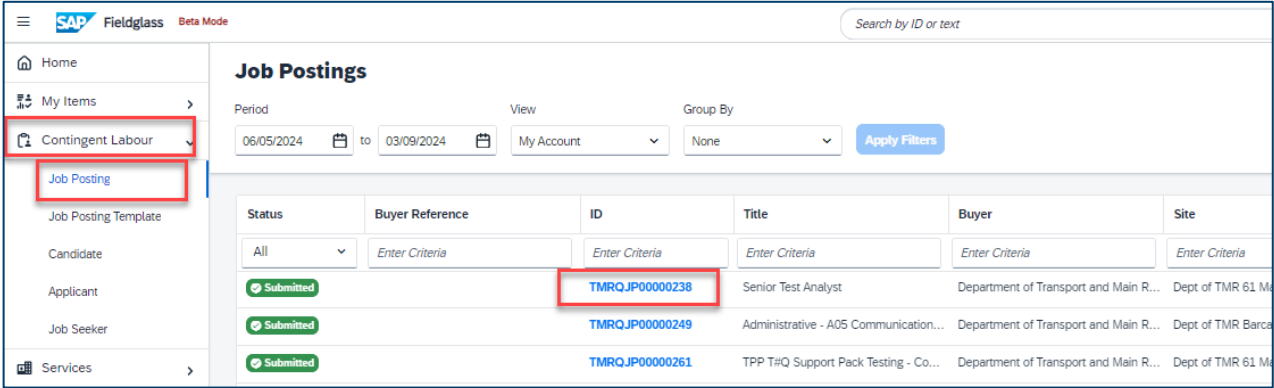 SAP Fieldglass Beta Mode Search by ID or text
Home
My Items
Contingent Labour
Job Posting
Job Posting Template
Candidate
Applicant
Job Seeker
Services
Job Postings
Period View Group By
06/05/2024 to 03/09/2024 My Account None Apply Filters
Status Buyer Reference ID Title Buyer Site
All Enter Criteria Enter Criteria Enter Criteria Enter Criteria Enter Criteria
Submitted TMRQJP00000238 Senior Test Analyst Department of Transport and Main R... Dept of TMR 61 Ma
Submitted TMRQJP00000249 Administrative - A05 Communication... Department of Transport and Main R... Dept of TMR Barca
Submitted TMRQJP00000261 TPP T#Q Support Pack Testing - Co... Department of Transport and Main R... Dept of TMR 61 Ma